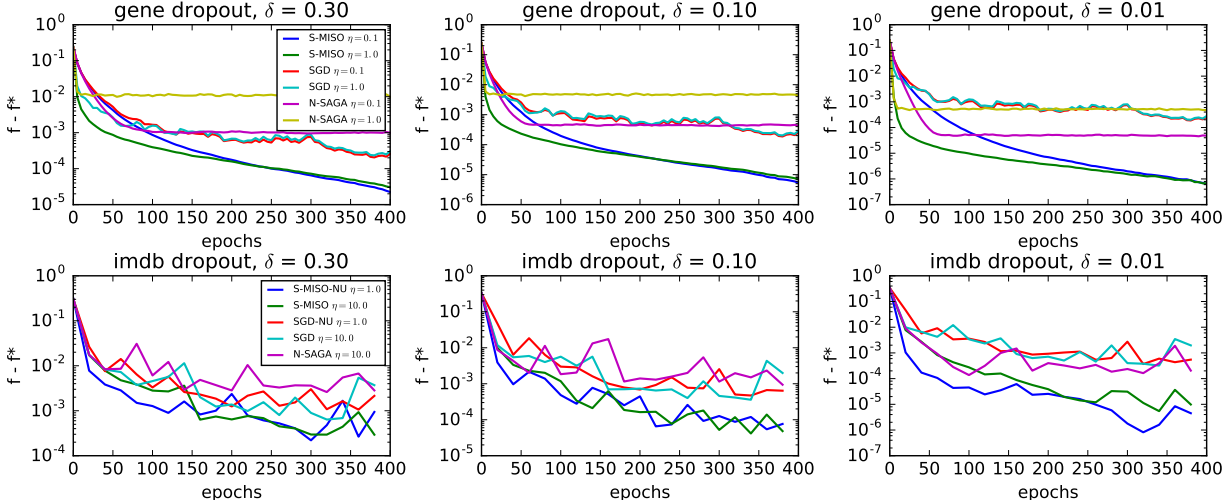 gene dropout, δ = 0.30
f - f*
10^0
10^-1
10^-2
10^-3
10^-4
10^-5
S-MISO η = 0.1
S-MISO η = 1.0
SGD η = 0.1
SGD η = 1.0
N-SAGA η = 0.1
N-SAGA η = 1.0
0 50 100 150 200 250 300 350 400
epochs
gene dropout, δ = 0.10
f - f*
10^0
10^-1
10^-2
10^-3
10^-4
10^-5
10^-6
0 50 100 150 200 250 300 350 400
epochs
gene dropout, δ = 0.01
f - f*
10^0
10^-1
10^-2
10^-3
10^-4
10^-5
10^-6
10^-7
0 50 100 150 200 250 300 350 400
epochs
imdb dropout, δ = 0.30
f - f*
10^0
10^-1
10^-2
10^-3
10^-4
S-MISO-NU η = 1.0
S-MISO η = 10.0
SGD-NU η = 1.0
SGD η = 10.0
N-SAGA η = 10.0
0 50 100 150 200 250 300 350 400
epochs
imdb dropout, δ = 0.10
f - f*
10^0
10^-1
10^-2
10^-3
10^-4
10^-5
0 50 100 150 200 250 300 350 400
epochs
imdb dropout, δ = 0.01
f - f*
10^0
10^-1
10^-2
10^-3
10^-4
10^-5
10^-6
10^-7
0 50 100 150 200 250 300 350 400
epochs